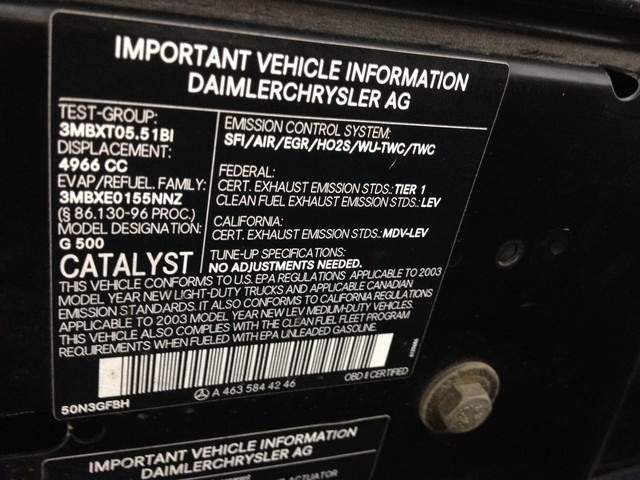 IMPORTANT VEHICLE INFORMATION
DAIMLERCHRYSLER AG
TEST-GROUP:
3MBXT05.51BI
DISPLACEMENT:
4966 CC
EVAP/REFUEL. FAMILY:
3MBXE0155NNZ
(§ 86.130-96 PROC.)
MODEL DESIGNATION:
G 500
EMISSION CONTROL SYSTEM:
SFI/AIR/EGR/HO2S/WU-TWC/TWC
FEDERAL:
CERT. EXHAUST EMISSION STDS.: TIER 1
CLEAN FUEL EXHAUST EMISSION STDS.: LEV
CALIFORNIA:
CERT. EXHAUST EMISSION STDS.: MDV-LEV
TUNE-UP SPECIFICATIONS:
NO ADJUSTMENTS NEEDED.
CATALYST
THIS VEHICLE CONFORMS TO U.S. EPA REGULATIONS APPLICABLE TO 2003
MODEL YEAR NEW LIGHT-DUTY TRUCKS AND APPLICABLE CANADIAN
EMISSION STANDARDS. IT ALSO CONFORMS TO CALIFORNIA REGULATIONS
APPLICABLE TO 2003 MODEL YEAR NEW LEV MEDIUM-DUTY VEHICLES.
THIS VEHICLE ALSO COMPLIES WITH THE CLEAN FUEL FLEET PROGRAM
REQUIREMENTS WHEN FUELED WITH EPA UNLEADED GASOLINE.
50N3GFBH
A 463 584 42 46
OBD II CERTIFIED
IMPORTANT VEHICLE INFORMATION
DAIMLERCHRYSLER AG
ACTUATOR